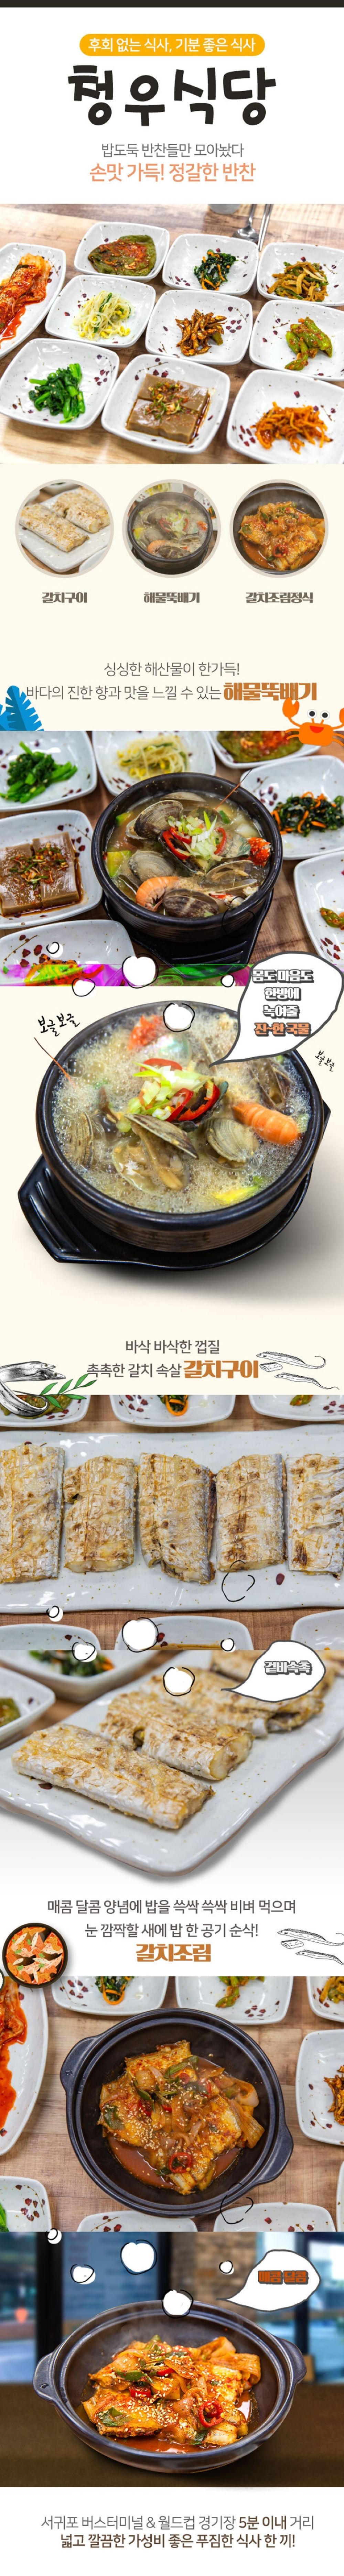 후회 없는 식사, 기분 좋은 식사
청우식당
밥도둑 반찬들만 모아놨다
손맛 가득! 정갈한 반찬
갈치구이
해물뚝배기
갈치조림정식
싱싱한 해산물이 한가득!
바다의 진한 향과 맛을 느낄 수 있는 해물뚝배기
몸도 마음도
한방에
녹여줄
진~한 국물
보글보글
보글보글
바삭 바삭한 껍질
촉촉한 갈치 속살 갈치구이
겉바속촉
매콤 달콤 양념에 밥을 쓱싹 쓱싹 비벼 먹으며
눈 깜짝할 새에 밥 한 공기 순삭!
갈치조림
매콤 달콤
서귀포 버스터미널 & 월드컵 경기장 5분 이내 거리
넓고 깔끔한 가성비 좋은 푸짐한 식사 한 끼!